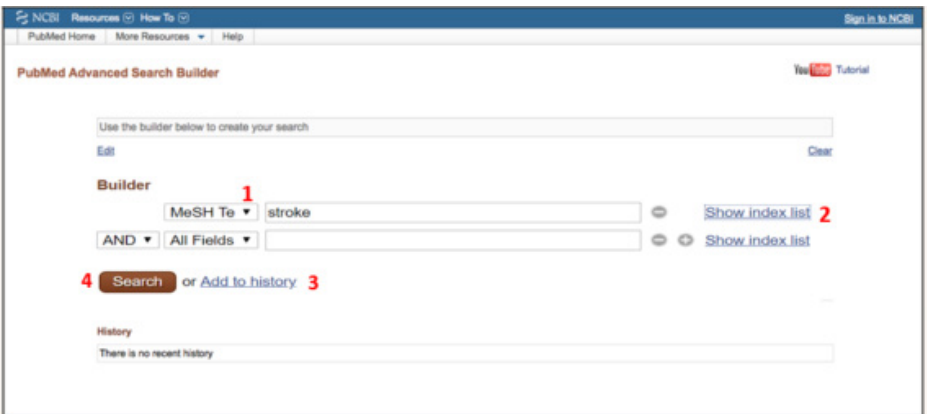 NCBI Resources How To Sign in to NCBI
PubMed Home More Resources Help
PubMed Advanced Search Builder YouTube Tutorial
Use the builder below to create your search
Edit Clear
Builder
1
MeSH Te stroke Show index list 2
AND All Fields Show index list
4 Search or Add to history 3
History
There is no recent history